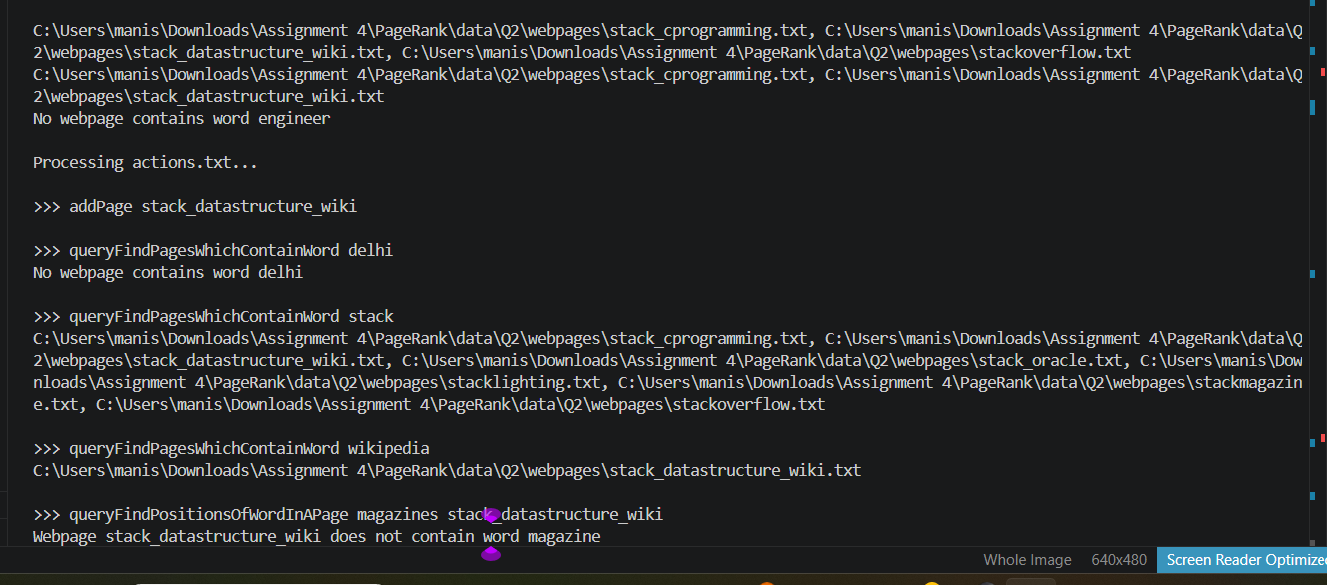 C:\Users\manis\Downloads\Assignment 4\PageRank\data\Q2\webpages\stack_cprogramming.txt, C:\Users\manis\Downloads\Assignment 4\PageRank\data\Q
2\webpages\stack_datastructure_wiki.txt, C:\Users\manis\Downloads\Assignment 4\PageRank\data\Q2\webpages\stackoverflow.txt
C:\Users\manis\Downloads\Assignment 4\PageRank\data\Q2\webpages\stack_cprogramming.txt, C:\Users\manis\Downloads\Assignment 4\PageRank\data\Q
2\webpages\stack_datastructure_wiki.txt
No webpage contains word engineer
Processing actions.txt...
>>> addPage stack_datastructure_wiki
>>> queryFindPagesWhichContainWord delhi
No webpage contains word delhi
>>> queryFindPagesWhichContainWord stack
C:\Users\manis\Downloads\Assignment 4\PageRank\data\Q2\webpages\stack_cprogramming.txt, C:\Users\manis\Downloads\Assignment 4\PageRank\data\Q
2\webpages\stack_datastructure_wiki.txt, C:\Users\manis\Downloads\Assignment 4\PageRank\data\Q2\webpages\stack_oracle.txt, C:\Users\manis\Dow
nloads\Assignment 4\PageRank\data\Q2\webpages\stacklighting.txt, C:\Users\manis\Downloads\Assignment 4\PageRank\data\Q2\webpages\stackmagazin
e.txt, C:\Users\manis\Downloads\Assignment 4\PageRank\data\Q2\webpages\stackoverflow.txt
>>> queryFindPagesWhichContainWord wikipedia
C:\Users\manis\Downloads\Assignment 4\PageRank\data\Q2\webpages\stack_datastructure_wiki.txt
>>> queryFindPositionsOfWordInAPage magazines stack_datastructure_wiki
Webpage stack_datastructure_wiki does not contain word magazine
Whole Image 640x480 Screen Reader Optimize